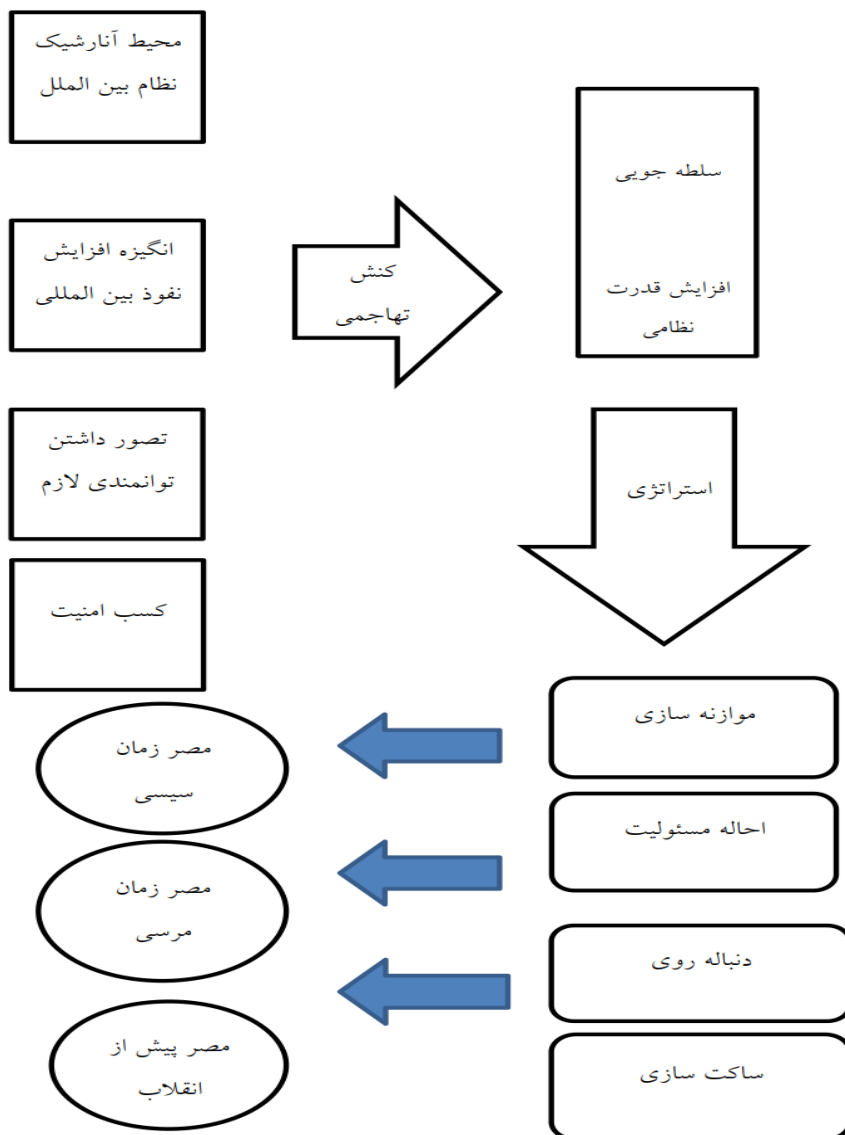 محیط آنارشیک
نظام بین الملل
انگیزه افزایش
نفوذ بین المللی
تصور داشتن
توانمندی لازم
کسب امنیت
کنش
تهاجمی
سلطه جویی
افزایش قدرت
نظامی
استراتژی
موازنه سازی
احاله مسئولیت
دنباله روی
ساکت سازی
مصر زمان
سیسی
مصر زمان
مرسی
مصر پیش از
انقلاب